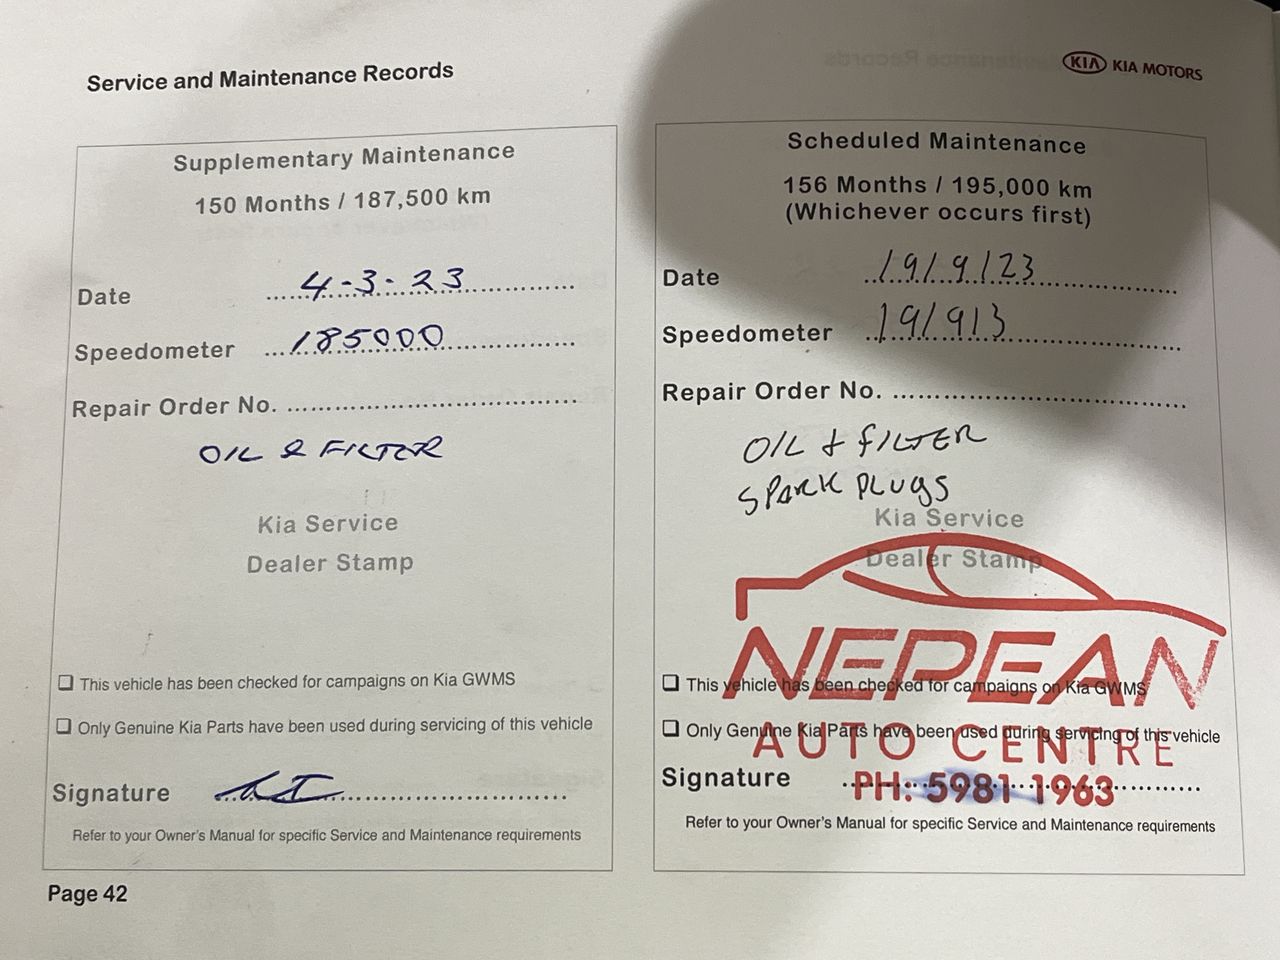 Service and Maintenance Records
KIA KIA MOTORS
Supplementary Maintenance
150 Months / 187,500 km
Date 4-3-23
Speedometer 185000
Repair Order No.
OIL & FILTER
Kia Service
Dealer Stamp
❏ This vehicle has been checked for campaigns on Kia GWMS
❏ Only Genuine Kia Parts have been used during servicing of this vehicle
Signature
Refer to your Owner's Manual for specific Service and Maintenance requirements
Page 42
Scheduled Maintenance
156 Months / 195,000 km
(Whichever occurs first)
Date 19/9/23
Speedometer 191913
Repair Order No.
OIL & FILTER
SPARK PLUGS
Kia Service
Dealer Stamp
NEPEAN
❏ This vehicle has been checked for campaigns on Kia GWMS
❏ Only Genuine Kia Parts have been used during servicing of this vehicle
AUTO CENTRE
Signature PH: 5981 1963
Refer to your Owner's Manual for specific Service and Maintenance requirements